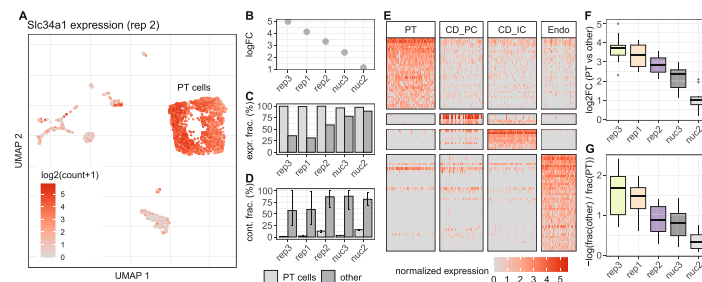 A
Slc34a1 expression (rep 2)
PT cells
UMAP 2
log2(count+1)
5
4
3
2
1
0
UMAP 1
B
logFC
5
4
3
2
1
rep3
rep1
rep2
nuc3
nuc2
C
expr. frac. (%)
100
75
50
25
0
rep3
rep1
rep2
nuc3
nuc2
D
cont. frac. (%)
100
75
50
25
0
rep3
rep1
rep2
nuc3
nuc2
PT cells
other
E
PT
CD_PC
CD_IC
Endo
normalized expression
0 1 2 3 4 5
F
log2FC (PT vs other)
5
4
3
2
1
0
rep3
rep1
rep2
nuc3
nuc2
G
−log(frac(other) / frac(PT))
2
1
0
rep3
rep1
rep2
nuc3
nuc2